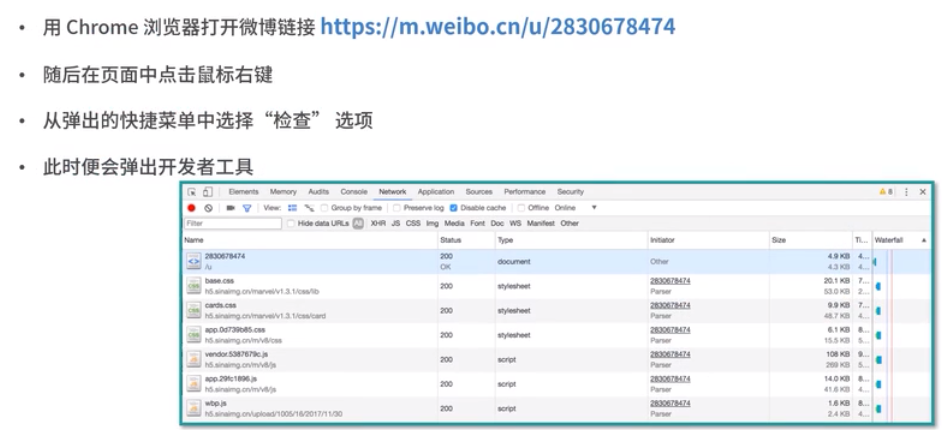 • 用 Chrome 浏览器打开微博链接 https://m.weibo.cn/u/2830678474
• 随后在页面中点击鼠标右键
• 从弹出的快捷菜单中选择“检查” 选项
• 此时便会弹出开发者工具
Elements Memory Audits Console Network Application Sources Performance Security 8
View: Group by frame Preserve log Disable cache Offline Online
Filter Hide data URLs All XHR JS CSS Img Media Font Doc WS Manifest Other
Name Status Type Initiator Size Ti... Waterfall
2830678474 200 document Other 4.9 KB 4...
/u OK 4.3 KB 4...
base.css 200 stylesheet 2830678474 20.1 KB 7...
h5.sinaimg.cn/marvel/v1.3.1/css/lib Parser 53.0 KB 2...
cards.css 200 stylesheet 2830678474 9.9 KB 7...
h5.sinaimg.cn/marvel/v1.3.1/css/card Parser 48.7 KB 4...
app.0d739b85.css 200 stylesheet 2830678474 6.1 KB 8...
h5.sinaimg.cn/m/v8/css Parser 15.5 KB 5...
vendor.5387679c.js 200 script 2830678474 108 KB 9...
h5.sinaimg.cn/m/v8/js Parser 269 KB 5...
app.29fc1896.js 200 script 2830678474 14.0 KB 8...
h5.sinaimg.cn/m/v8/js Parser 41.6 KB 4...
wbp.js 200 script 2830678474 1.6 KB 8...
h5.sinaimg.cn/upload/1005/16/2017/11/30 Parser 2.4 KB 4...